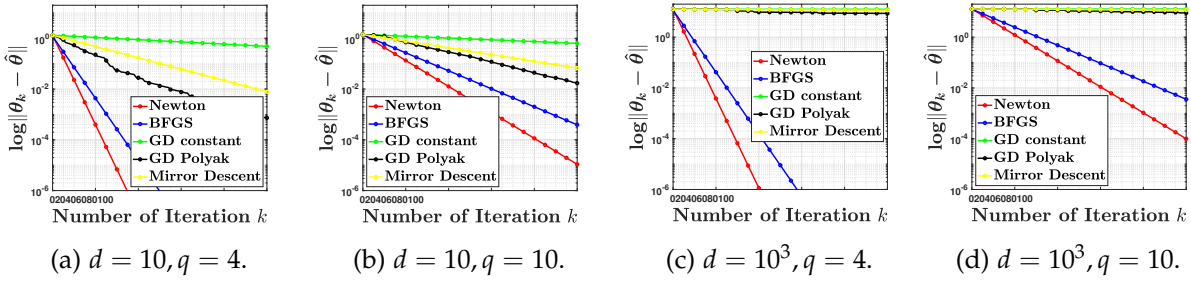 10^0
10^-2
10^-4
10^-6
log||θ_k − θ̂||
Newton
BFGS
GD constant
GD Polyak
Mirror Descent
020406080100
Number of Iteration k
(a) d = 10, q = 4.
10^0
10^-2
10^-4
10^-6
log||θ_k − θ̂||
Newton
BFGS
GD constant
GD Polyak
Mirror Descent
020406080100
Number of Iteration k
(b) d = 10, q = 10.
10^0
10^-2
10^-4
10^-6
log||θ_k − θ̂||
Newton
BFGS
GD constant
GD Polyak
Mirror Descent
020406080100
Number of Iteration k
(c) d = 10^3, q = 4.
10^0
10^-2
10^-4
10^-6
log||θ_k − θ̂||
Newton
BFGS
GD constant
GD Polyak
Mirror Descent
020406080100
Number of Iteration k
(d) d = 10^3, q = 10.